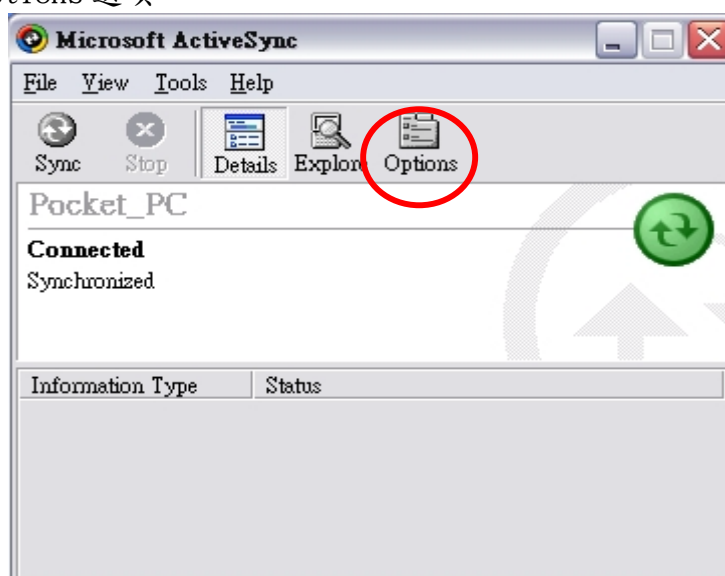 Microsoft ActiveSync
File View Tools Help
Sync Stop Details Explore Options
Pocket_PC
Connected
Synchronized
Information Type Status